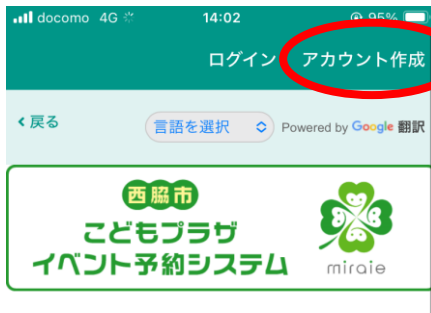 docomo 4G 14:02 95%
ログイン アカウント作成
戻る 言語を選択 Powered by Google 翻訳
西脇市
こどもプラザ
イベント予約システム
miraie